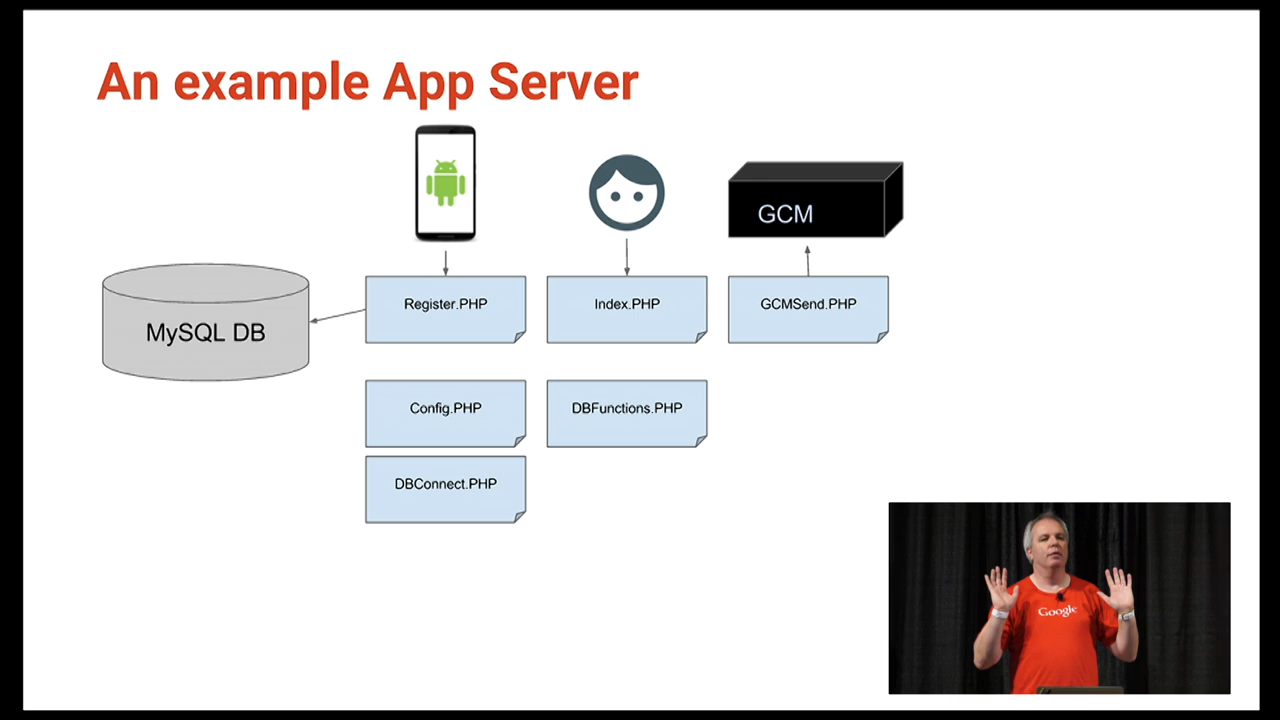 An example App Server
GCM
MySQL DB
Register.PHP
Index.PHP
GCMSend.PHP
Config.PHP
DBFunctions.PHP
DBConnect.PHP
Google